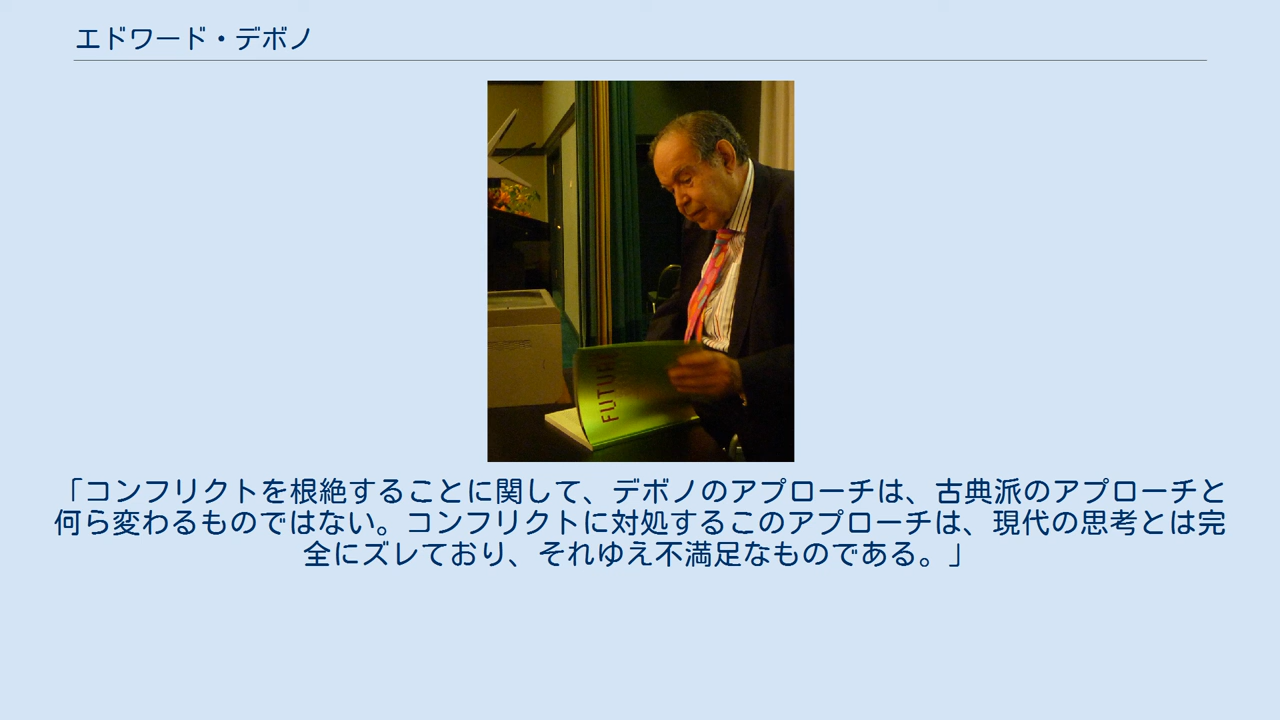 エドワード・デボノ
FUTUR
「コンフリクトを根絶することに関して、デボノのアプローチは、古典派のアプローチと
何ら変わるものではない。コンフリクトに対処するこのアプローチは、現代の思考とは完
全にズレており、それゆえ不満足なものである。」